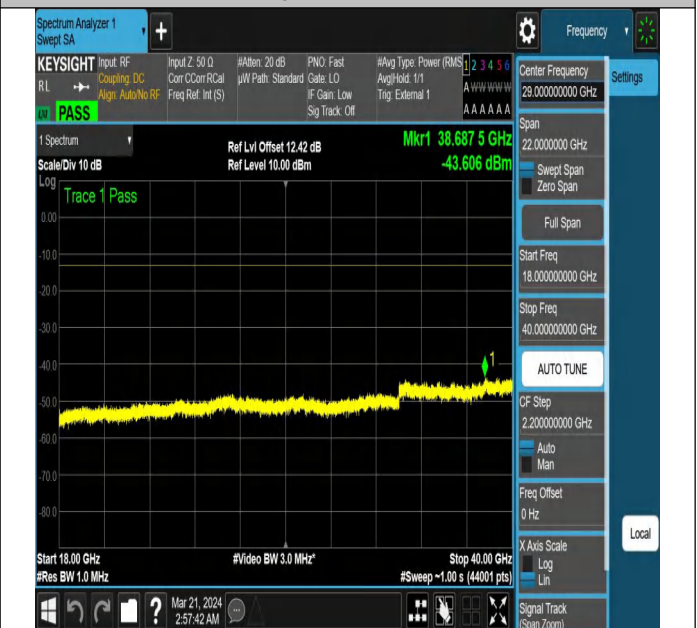 Spectrum Analyzer 1
Swept SA
+
Frequency
KEYSIGHT
RL
PASS
Input: RF
Coupling: DC
Align: Auto/No RF
Input Z: 50 Ω
Corr CCorr RCal
Freq Ref: Int (S)
#Atten: 20 dB
µW Path: Standard
PNO: Fast
Gate: LO
IF Gain: Low
Sig Track: Off
#Avg Type: Power (RMS
Avg|Hold: 1/1
Trig: External 1
1 2 3 4 5 6
A W W W W W
A A A A A A
Center Frequency
29.000000000 GHz
Settings
1 Spectrum
Scale/Div 10 dB
Ref Lvl Offset 12.42 dB
Ref Level 10.00 dBm
Mkr1 38.687 5 GHz
-43.606 dBm
Span
22.0000000 GHz
Swept Span
Zero Span
Full Span
Start Freq
18.000000000 GHz
Stop Freq
40.000000000 GHz
AUTO TUNE
CF Step
2.200000000 GHz
Auto
Man
Freq Offset
0 Hz
X Axis Scale
Log
Lin
Signal Track
(Span Zoom)
Local
Log
Trace 1 Pass
0.00
-10.0
-20.0
-30.0
-40.0
-50.0
-60.0
-70.0
-80.0
1
Start 18.00 GHz
#Res BW 1.0 MHz
#Video BW 3.0 MHz*
Stop 40.00 GHz
#Sweep ~1.00 s (44001 pts)
?
Mar 21, 2024
2:57:42 AM